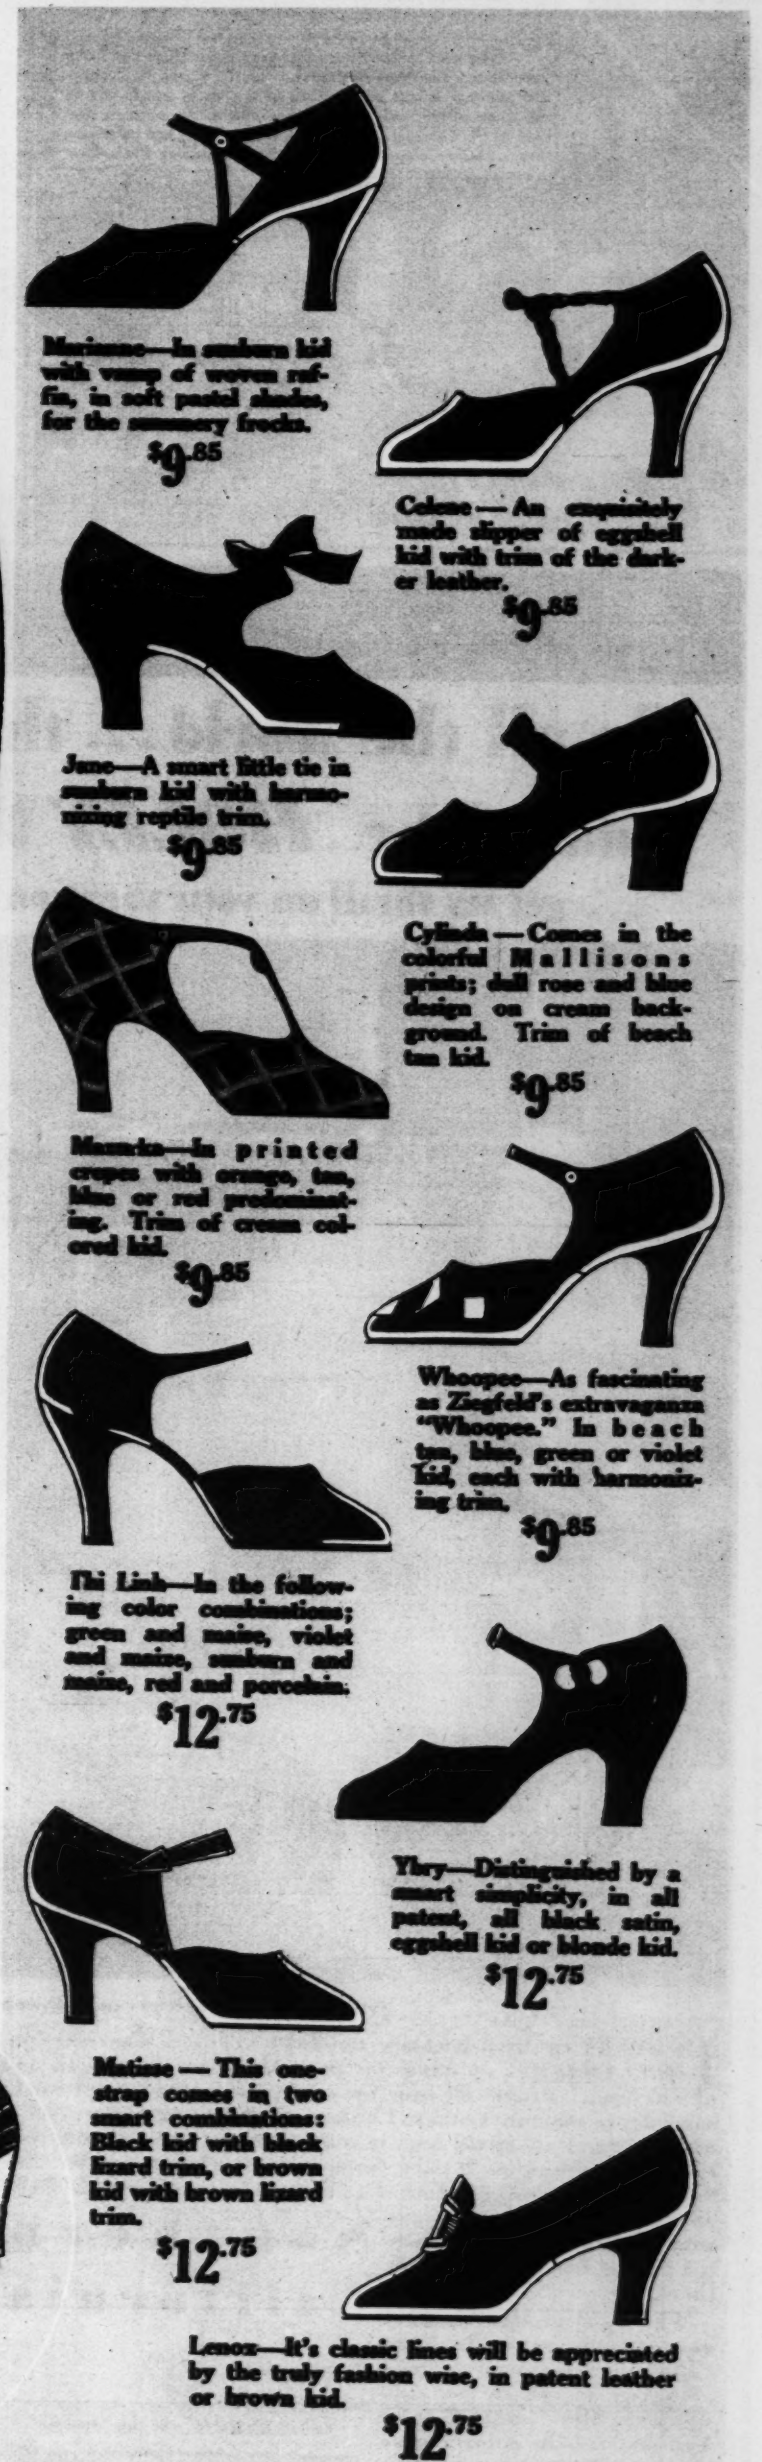 Marianne—In sunburn kid
with vamp of woven raf-
fia, in soft pastel shades,
for the summery frocks.
$9.85
Celene — An exquisitely
made slipper of eggshell
kid with trim of the dark-
er leather.
$9.85
Jane—A smart little tie in
sunburn kid with harmo-
nizing reptile trim.
$9.85
Cylinda — Comes in the
colorful Mallisons
prints; dull rose and blue
design on cream back-
ground. Trim of beach
tan kid.
$9.85
Mazurka—In printed
crepes with orange, tan,
blue or red predominat-
ing. Trim of cream col-
ored kid.
$9.85
Whoopee—As fascinating
as Ziegfeld's extravaganza
"Whoopee." In beach
tan, blue, green or violet
kid, each with harmoniz-
ing trim.
$9.85
Thi Linh—In the follow-
ing color combinations;
green and maize, violet
and maize, sunburn and
maize, red and porcelain.
$12.75
Ybry—Distinguished by a
smart simplicity, in all
patent, all black satin,
eggshell kid or blonde kid.
$12.75
Matisse — This one-
strap comes in two
smart combinations:
Black kid with black
lizard trim, or brown
kid with brown lizard
trim.
$12.75
Lenox—It's classic lines will be appreciated
by the truly fashion wise, in patent leather
or brown kid.
$12.75